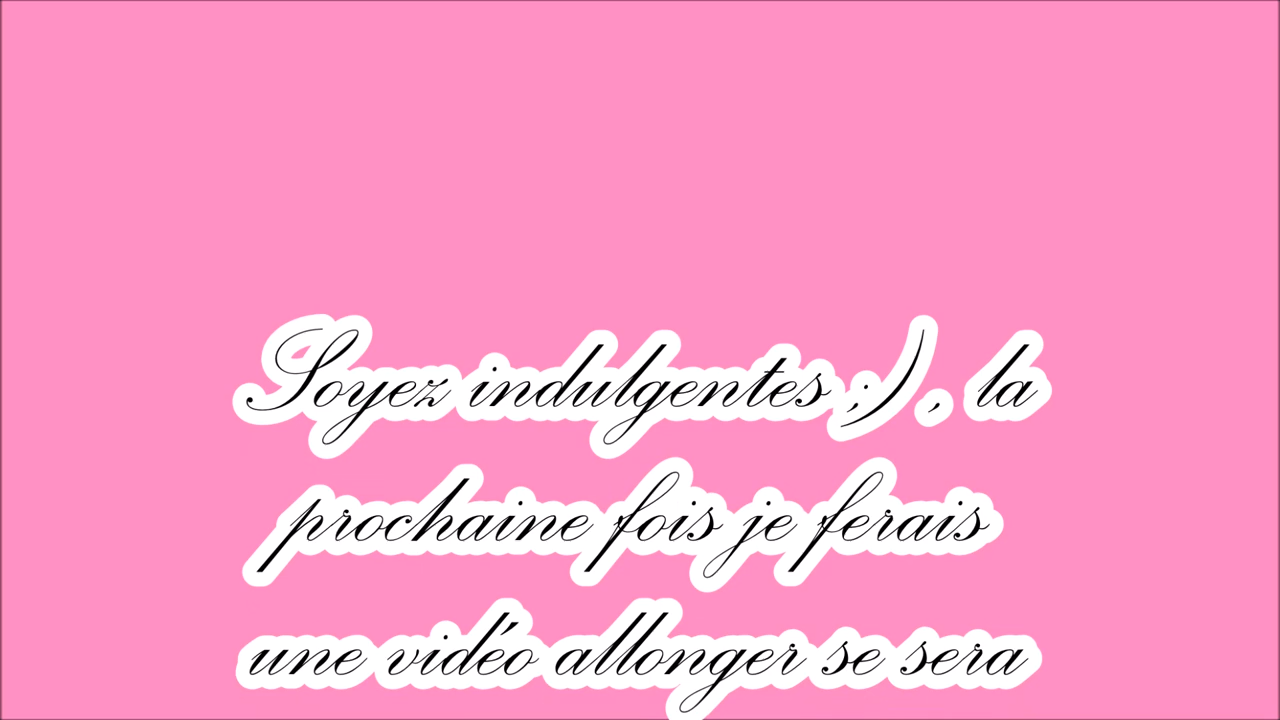 Soyez indulgentes ;) , la
prochaine fois je ferais
une vidéo allonger se sera